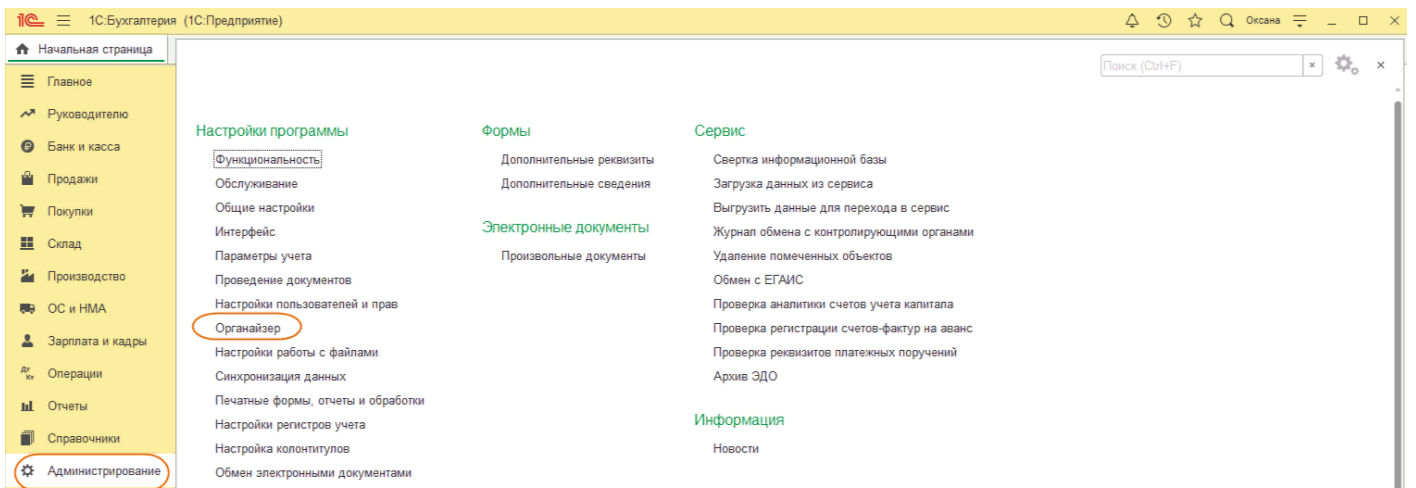 1С 1С:Бухгалтерия (1С:Предприятие) Оксана
Начальная страница
Поиск (Ctrl+F)
Главное
Руководителю
Банк и касса
Продажи
Покупки
Склад
Производство
ОС и НМА
Зарплата и кадры
Дт Кт Операции
Отчеты
Справочники
Администрирование
Настройки программы
Функциональность
Обслуживание
Общие настройки
Интерфейс
Параметры учета
Проведение документов
Настройки пользователей и прав
Органайзер
Настройки работы с файлами
Синхронизация данных
Печатные формы, отчеты и обработки
Настройки регистров учета
Настройка колонтитулов
Обмен электронными документами
Формы
Дополнительные реквизиты
Дополнительные сведения
Электронные документы
Произвольные документы
Сервис
Свертка информационной базы
Загрузка данных из сервиса
Выгрузить данные для перехода в сервис
Журнал обмена с контролирующими органами
Удаление помеченных объектов
Обмен с ЕГАИС
Проверка аналитики счетов учета капитала
Проверка регистрации счетов-фактур на аванс
Проверка реквизитов платежных поручений
Архив ЭДО
Информация
Новости